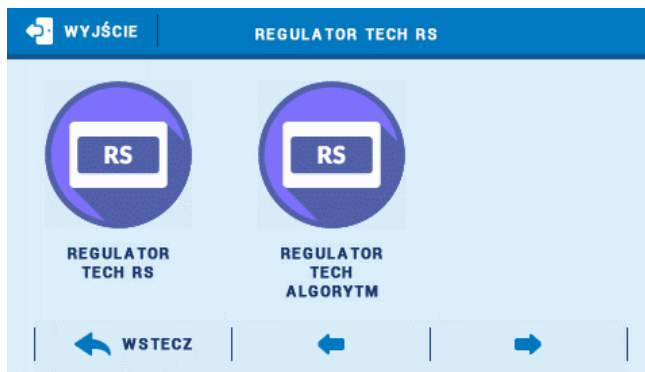 WYJŚCIE
REGULATOR TECH RS
RS
RS
REGULATOR
TECH RS
REGULATOR
TECH
ALGORYTM
WSTECZ